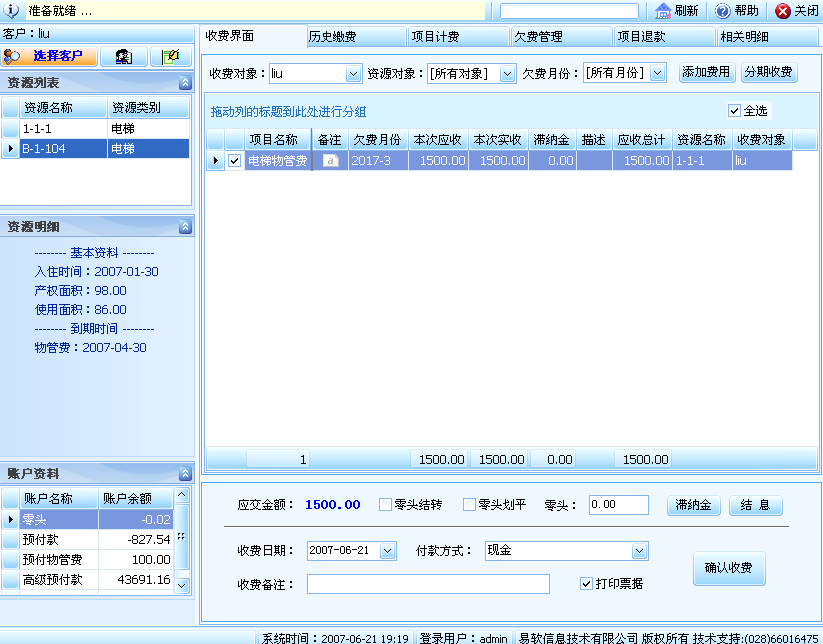 准备就绪 ...
刷新 帮助 关闭
客户：liu
选择客户
资源列表
资源名称 资源类别
1-1-1 电梯
B-1-104 电梯
资源明细
-------- 基本资料 --------
入住时间：2007-01-30
产权面积：98.00
使用面积：86.00
-------- 到期时间 --------
物管费：2007-04-30
账户资料
账户名称 账户余额
零头 -0.02
预付款 -827.54
预付物管费 100.00
高级预付款 43691.16
收费界面 历史缴费 项目计费 欠费管理 项目退款 相关明细
收费对象：liu 资源对象：[所有对象] 欠费月份：[所有月份] 添加费用 分期收费
拖动列的标题到此处进行分组 全选
项目名称 备注 欠费月份 本次应收 本次实收 滞纳金 描述 应收总计 资源名称 收费对象
电梯物管费 a 2017-3 1500.00 1500.00 0.00 1500.00 1-1-1 liu
1 1500.00 1500.00 0.00 1500.00
应交金额： 1500.00 零头结转 零头划平 零头： 0.00 滞纳金 结 息
收费日期： 2007-06-21 付款方式： 现金
确认收费
收费备注： 打印票据
系统时间：2007-06-21 19:19 登录用户：admin 易软信息技术有限公司 版权所有 技术支持:(028)66016475